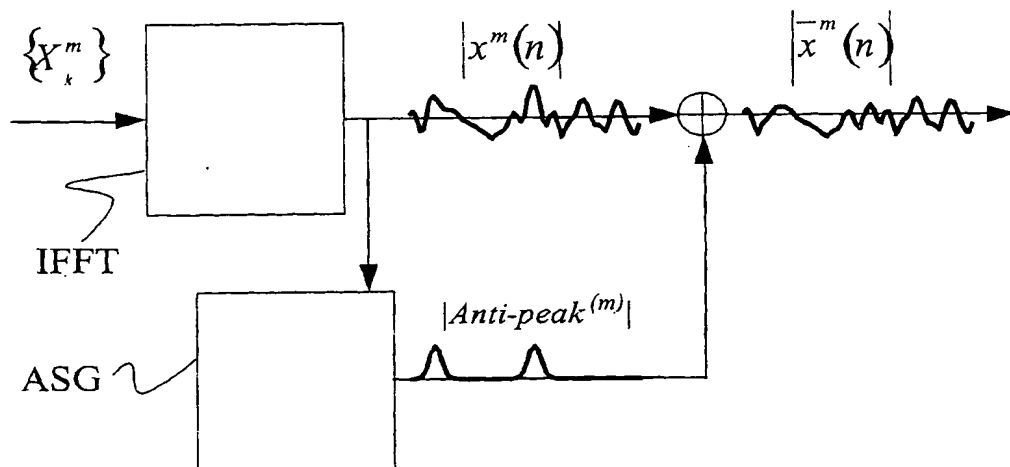 {X_k^m}
|x^m(n)|
|x̄^m(n)|
IFFT
|Anti-peak^(m)|
ASG